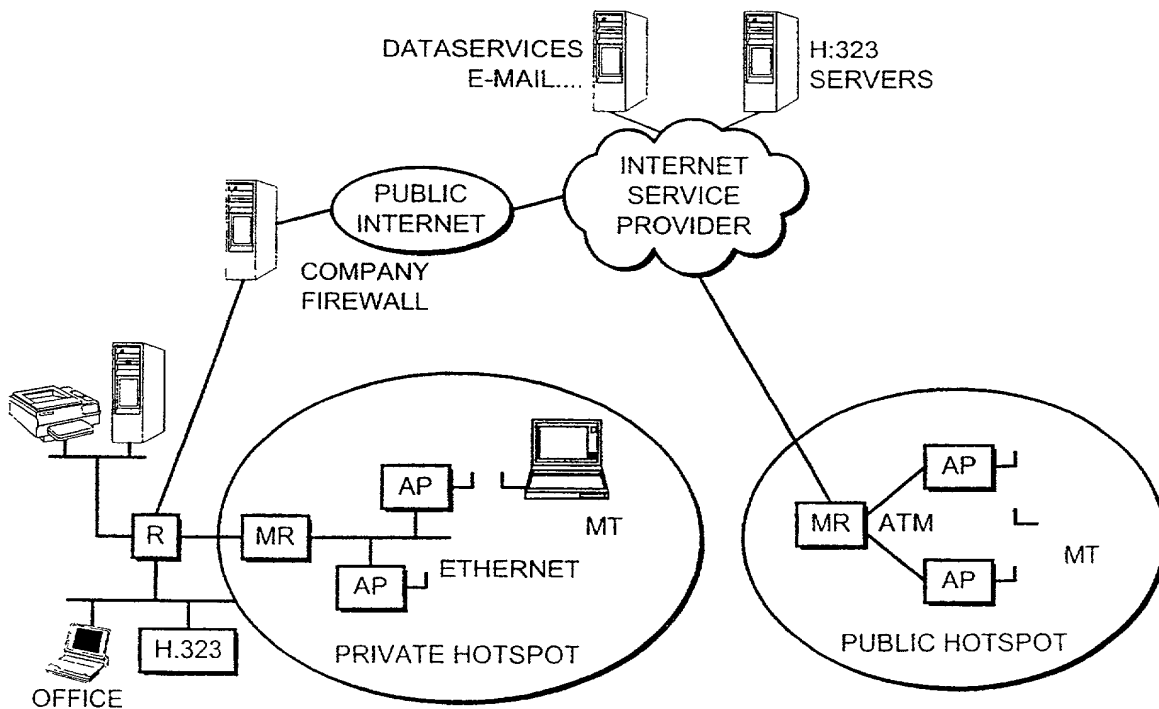 DATASERVICES
E-MAIL....
H:323
SERVERS
INTERNET
SERVICE
PROVIDER
PUBLIC
INTERNET
COMPANY
FIREWALL
AP
MT
R
MR
ETHERNET
AP
H.323
OFFICE
PRIVATE HOTSPOT
AP
MR
ATM
MT
AP
PUBLIC HOTSPOT